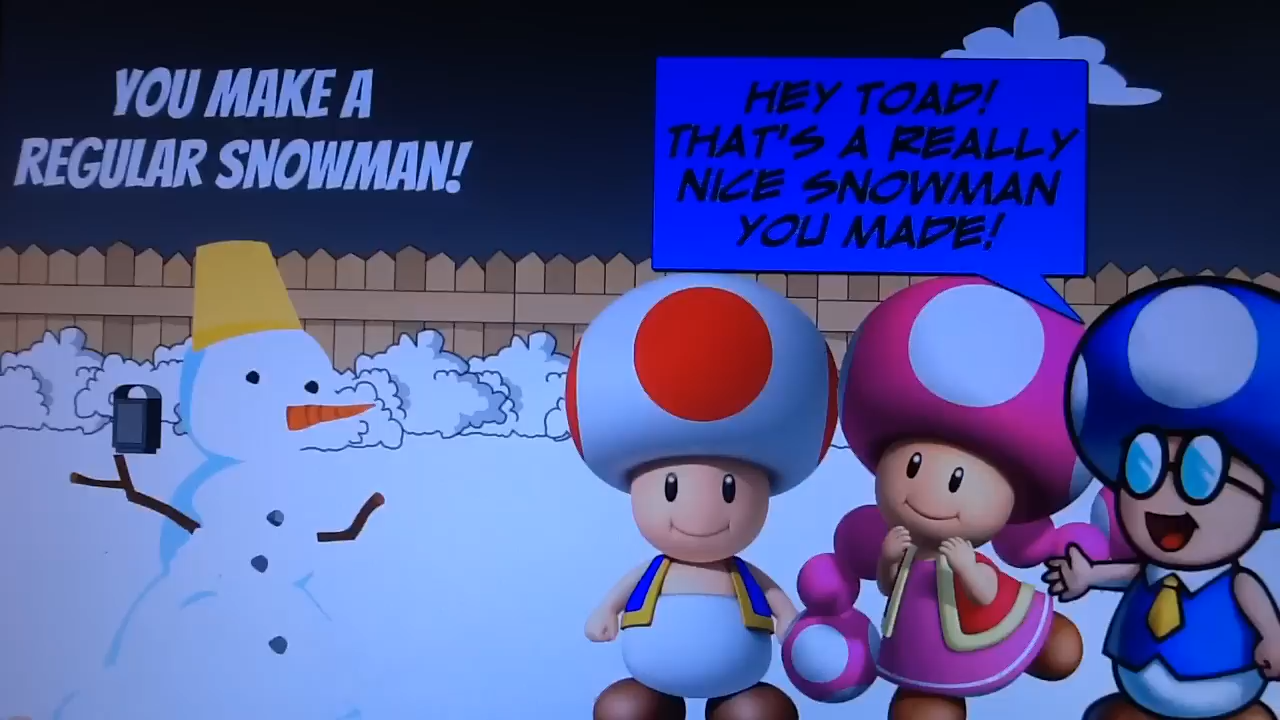 YOU MAKE A
REGULAR SNOWMAN!
HEY TOAD!
THAT'S A REALLY
NICE SNOWMAN
YOU MADE!